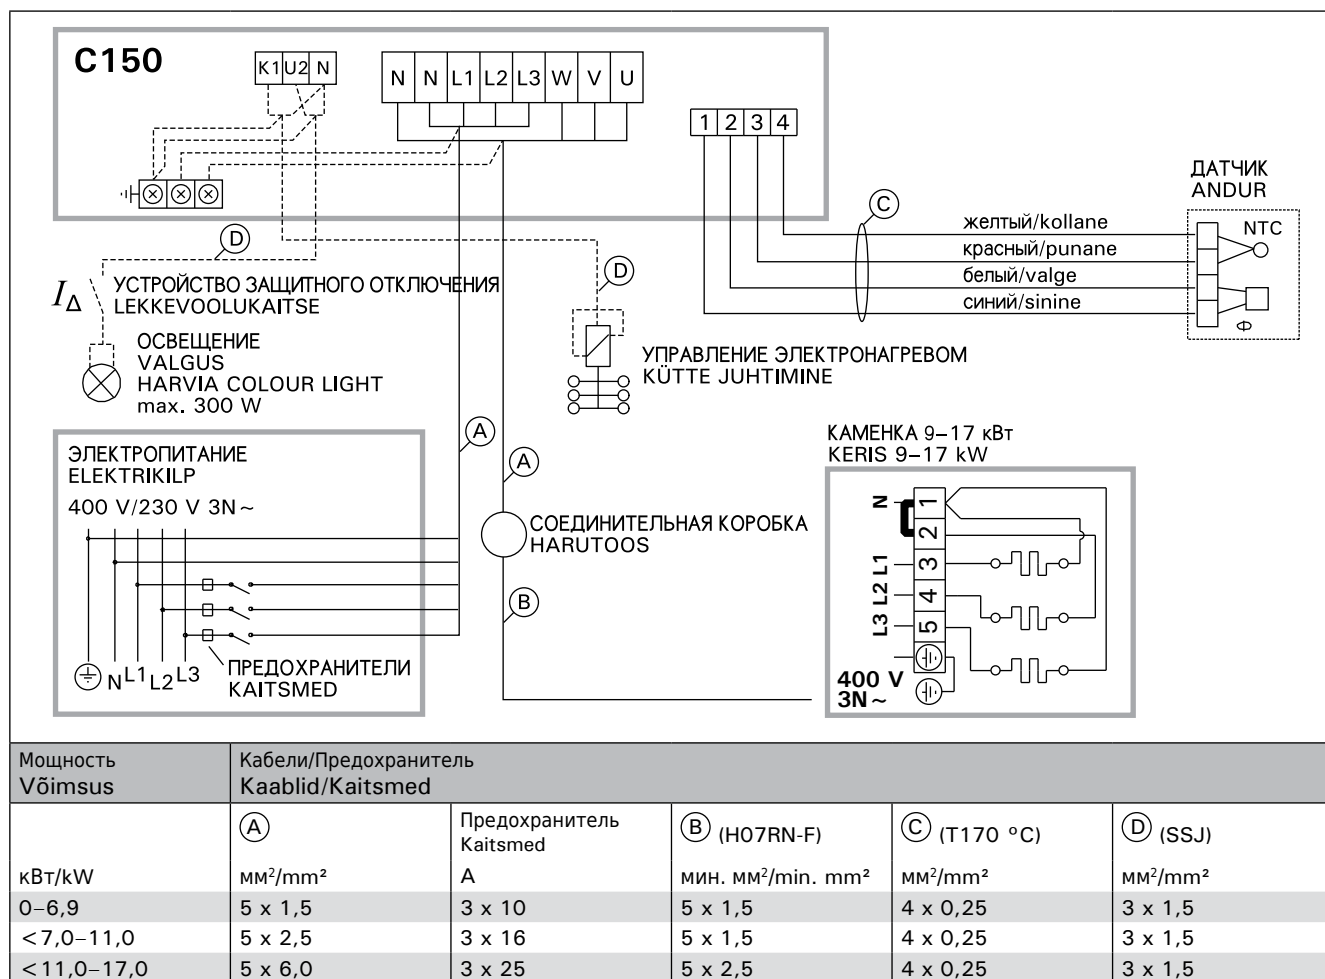 C150
K1 U2 N
N N L1 L2 L3 W V U
1 2 3 4
ДАТЧИК
ANDUR
C
желтый/kollane
красный/punane
белый/valge
синий/sinine
NTC
Ф
D
D
I∆
УСТРОЙСТВО ЗАЩИТНОГО ОТКЛЮЧЕНИЯ
LEKKEVOOLUKAITSE
ОСВЕЩЕНИЕ
VALGUS
HARVIA COLOUR LIGHT
max. 300 W
УПРАВЛЕНИЕ ЭЛЕКТРОНАГРЕВОМ
KÜTTE JUHTIMINE
A
A
ЭЛЕКТРОПИТАНИЕ
ELEKTRIKILP
400 V/230 V 3N~
N L1 L2 L3
ПРЕДОХРАНИТЕЛИ
KAITSMED
СОЕДИНИТЕЛЬНАЯ КОРОБКА
HARUTOOS
B
КАМЕНКА 9–17 кВт
KERIS 9–17 kW
N 1
2
L1 3
L2 4
L3 5
400 V
3N~
Мощность
Võimsus
Кабели/Предохранитель
Kaablid/Kaitsmed
A
Предохранитель
Kaitsmed
B (H07RN-F)
C (T170 °C)
D (SSJ)
кВт/kW мм²/mm² A мин. мм²/min. mm² мм²/mm² мм²/mm²
0–6,9 5 x 1,5 3 x 10 5 x 1,5 4 x 0,25 3 x 1,5
<7,0–11,0 5 x 2,5 3 x 16 5 x 1,5 4 x 0,25 3 x 1,5
<11,0–17,0 5 x 6,0 3 x 25 5 x 2,5 4 x 0,25 3 x 1,5